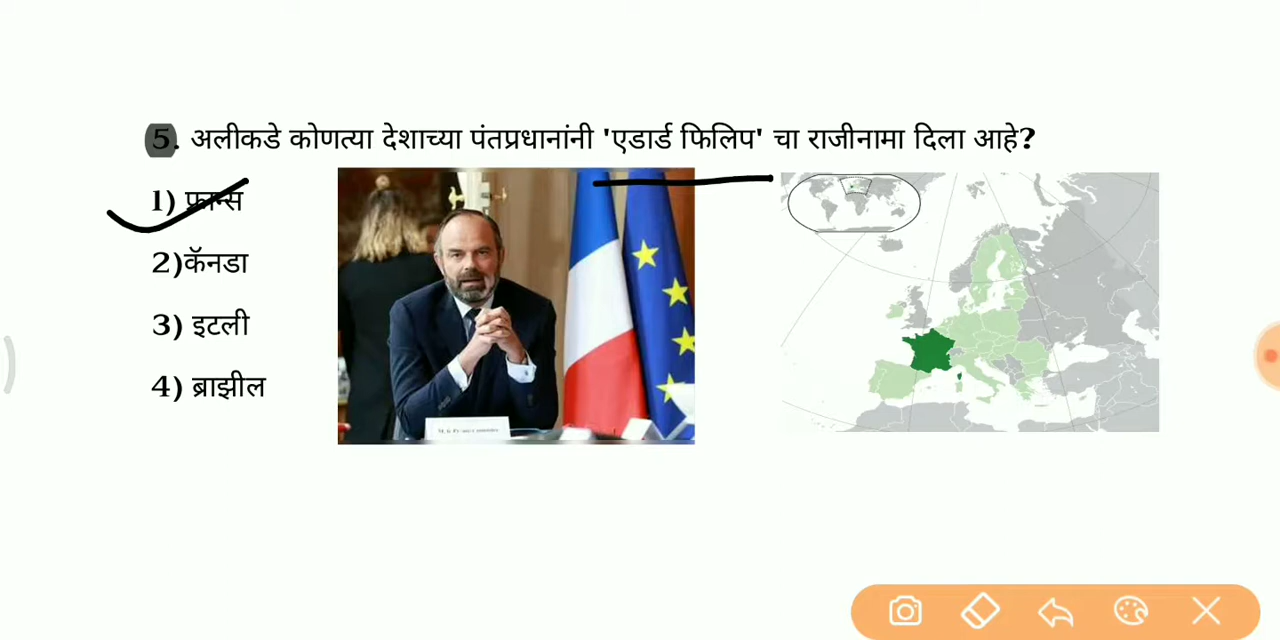 5. अलीकडे कोणत्या देशाच्या पंतप्रधानांनी 'एडार्ड फिलिप' चा राजीनामा दिला आहे?
1) फ्रान्स
2)कॅनडा
3) इटली
4) ब्राझील